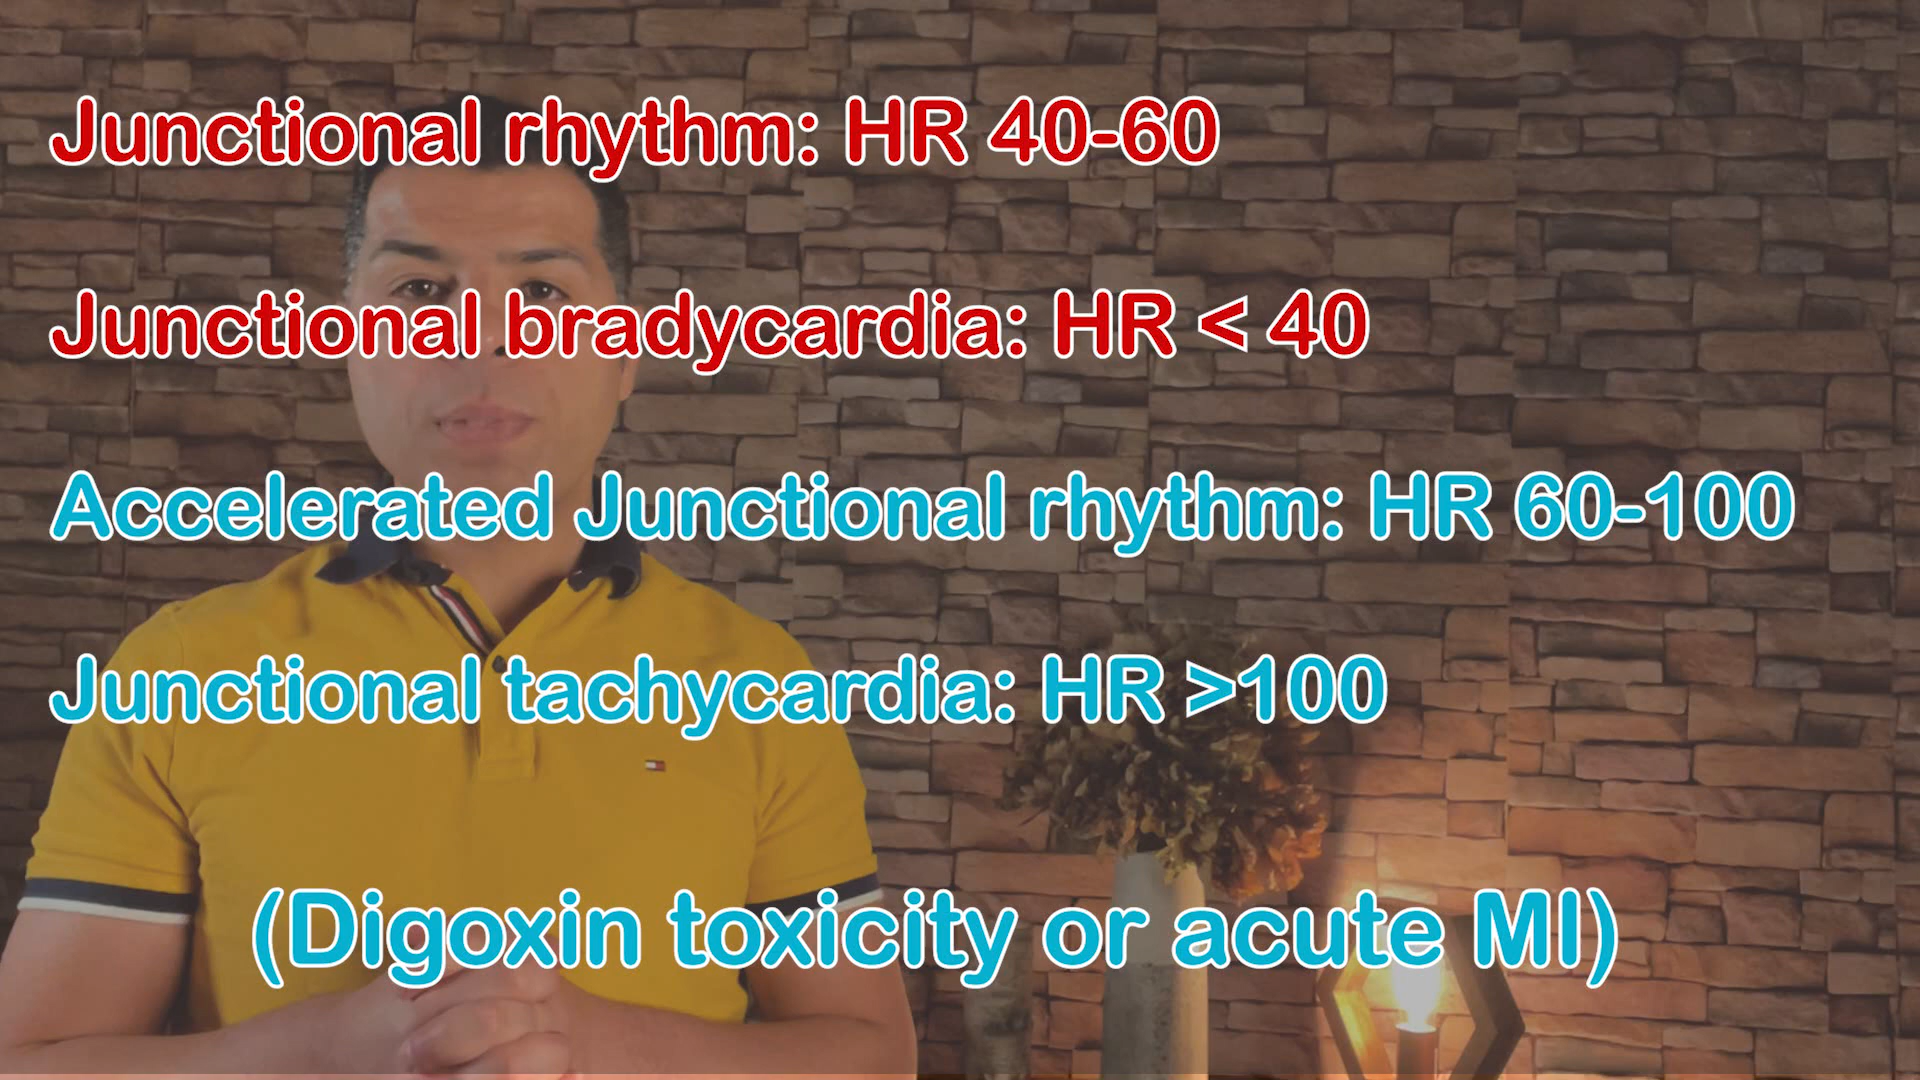 Junctional rhythm: HR 40-60
Junctional bradycardia: HR < 40
Accelerated Junctional rhythm: HR 60-100
Junctional tachycardia: HR >100
(Digoxin toxicity or acute MI)